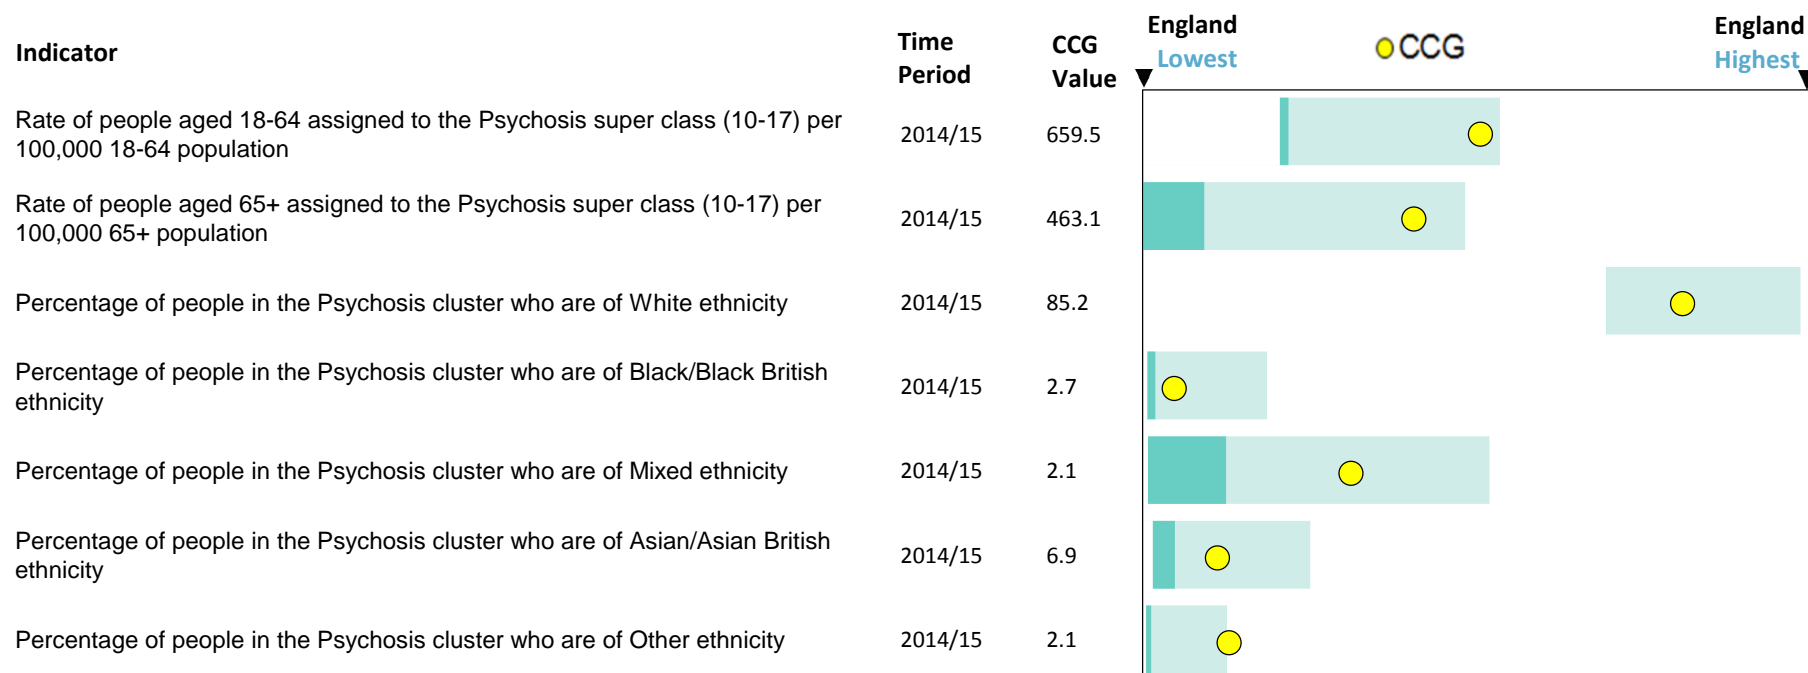 Indicator
Time Period
CCG Value
England Lowest
CCG
England Highest
Rate of people aged 18-64 assigned to the Psychosis super class (10-17) per
100,000 18-64 population
2014/15
659.5
Rate of people aged 65+ assigned to the Psychosis super class (10-17) per
100,000 65+ population
2014/15
463.1
Percentage of people in the Psychosis cluster who are of White ethnicity
2014/15
85.2
Percentage of people in the Psychosis cluster who are of Black/Black British
ethnicity
2014/15
2.7
Percentage of people in the Psychosis cluster who are of Mixed ethnicity
2014/15
2.1
Percentage of people in the Psychosis cluster who are of Asian/Asian British
ethnicity
2014/15
6.9
Percentage of people in the Psychosis cluster who are of Other ethnicity
2014/15
2.1